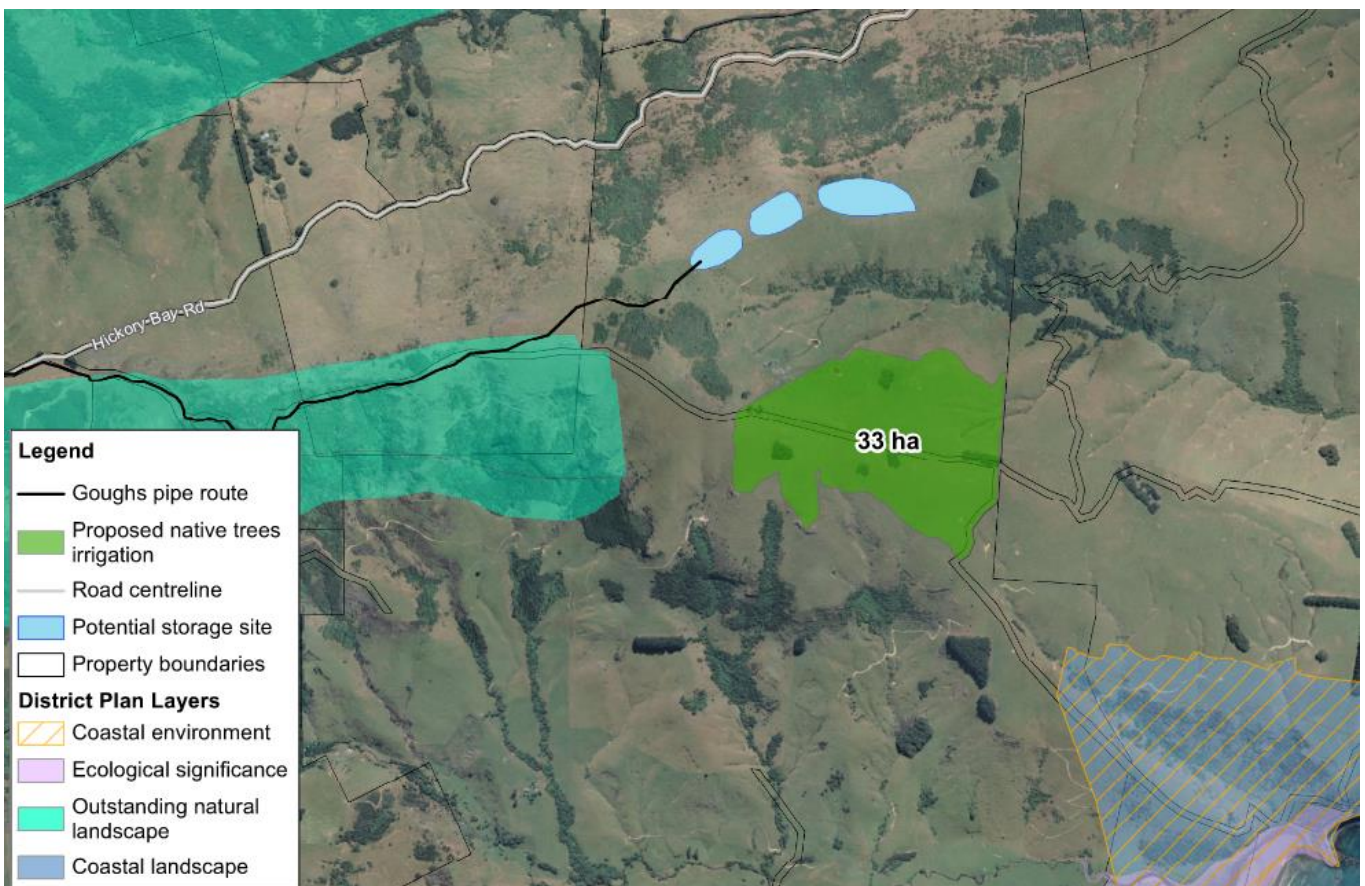 Hickory-Bay-Rd
33 ha
Legend
Goughs pipe route
Proposed native trees
irrigation
Road centreline
Potential storage site
Property boundaries
District Plan Layers
Coastal environment
Ecological significance
Outstanding natural
landscape
Coastal landscape